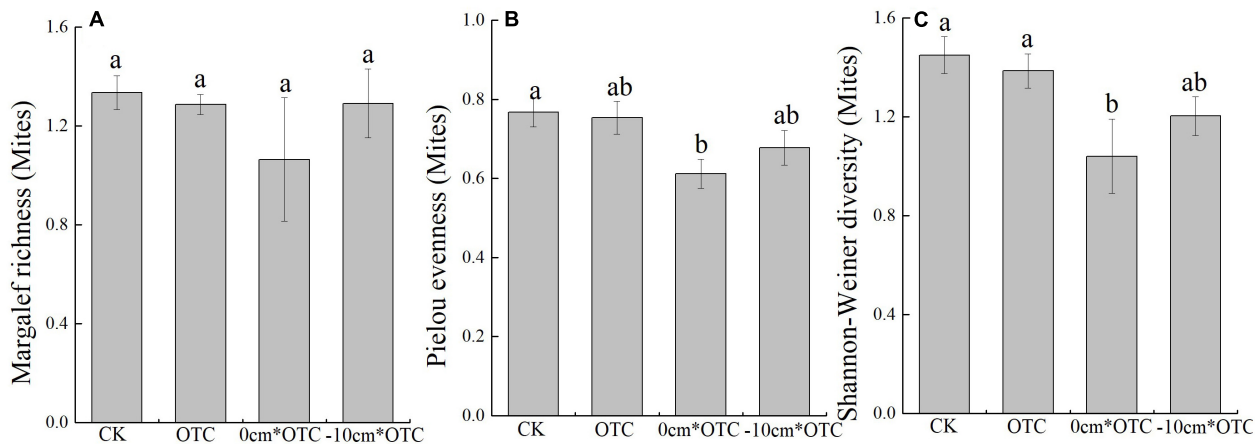 A
Margalef richness (Mites)
1.6
1.2
0.8
0.4
0.0
a
a
a
a
CK
OTC
0cm*OTC
-10cm*OTC
B
Pielou evenness (Mites)
1.0
0.8
0.6
0.4
0.2
0.0
a
ab
b
ab
CK
OTC
0cm*OTC
-10cm*OTC
C
Shannon-Weiner diversity (Mites)
1.6
1.2
0.8
0.4
0.0
a
a
b
ab
CK
OTC
0cm*OTC
-10cm*OTC